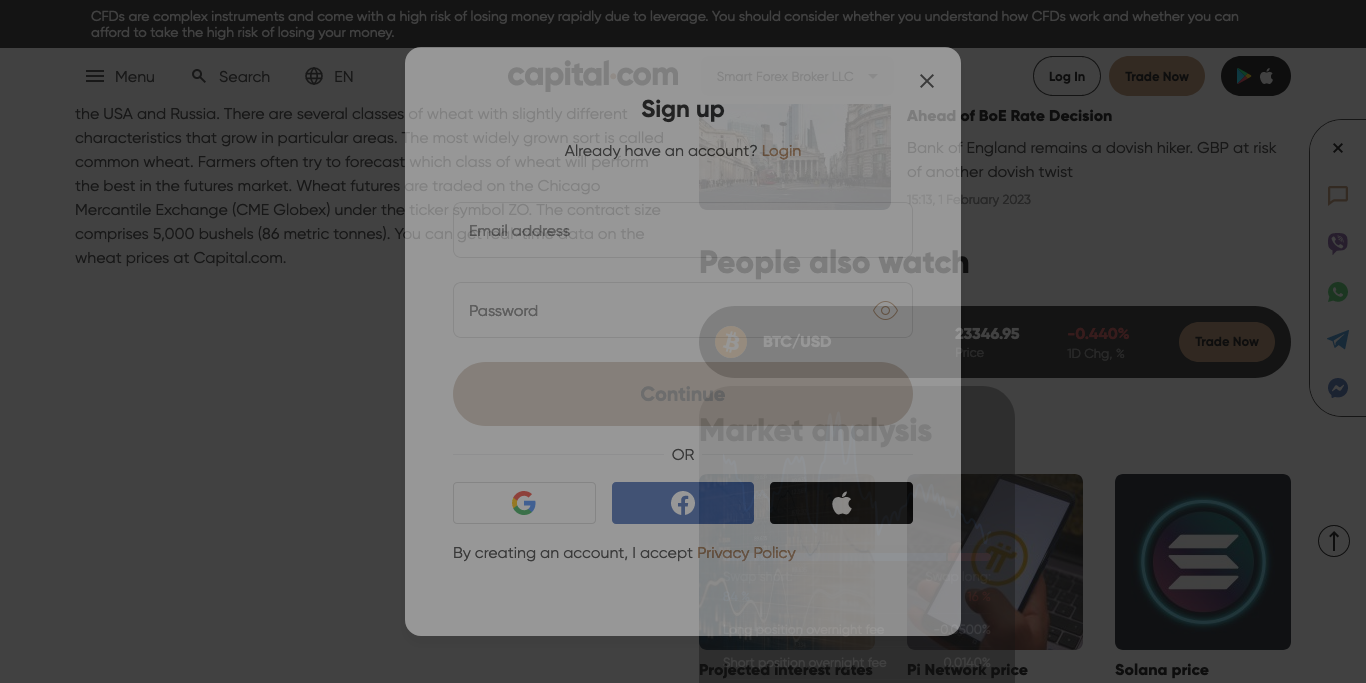 CFDs are complex instruments and come with a high risk of losing money rapidly due to leverage. You should consider whether you understand how CFDs work and whether you can
afford to take the high risk of losing your money.
Menu
Search
EN
capital.com
Smart Forex Broker LLC
Log In
Trade Now
Sign up
Already have an account? Login
Email address
Password
Continue
OR
By creating an account, I accept Privacy Policy
the USA and Russia. There are several classes of wheat with slightly different
characteristics that grow in particular areas. The most widely grown sort is called
common wheat. Farmers often try to forecast which class of wheat will perform
the best in the futures market. Wheat futures are traded on the Chicago
Mercantile Exchange (CME Globex) under the ticker symbol ZO. The contract size
comprises 5,000 bushels (86 metric tonnes). You can get real-time data on the
wheat prices at Capital.com.
Ahead of BoE Rate Decision
Bank of England remains a dovish hiker. GBP at risk
of another dovish twist
15:13, 1 February 2023
People also watch
BTC/USD
23346.95
Price
-0.440%
1D Chg, %
Trade Now
Market analysis
Long position overnight fee
Short position overnight fee
0.0140%
Projected interest rates
Pi Network price
Solana price